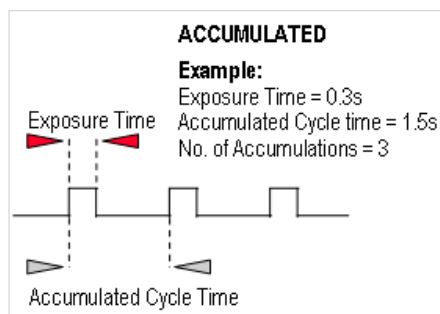 ACCUMULATED
Example:
Exposure Time = 0.3s
Accumulated Cycle time = 1.5s
No. of Accumulations = 3
Exposure Time
Accumulated Cycle Time